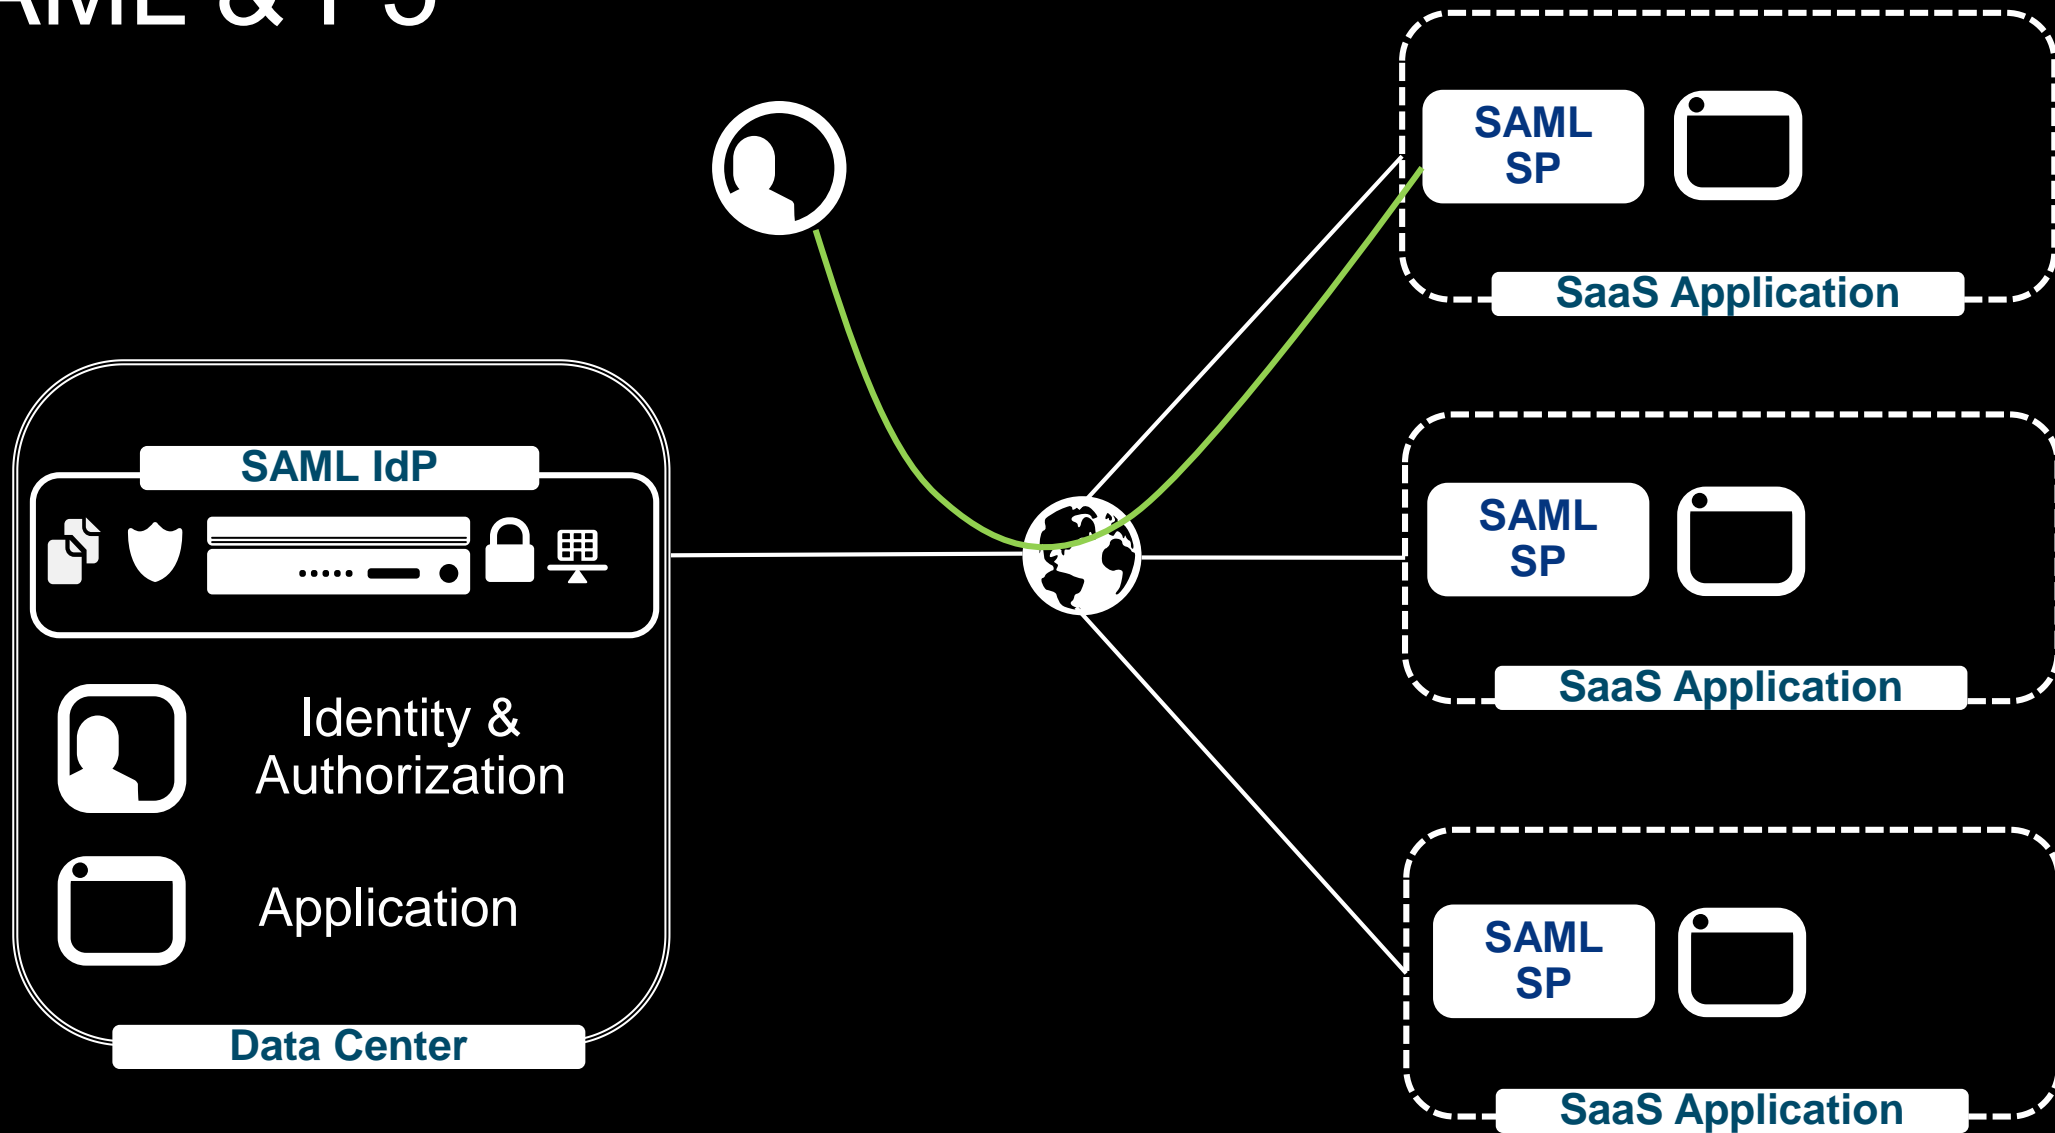 & F5
SAML
SP
SaaS Application
SAML IdP
SAML
SP
SaaS Application
Identity &
Authorization
Application
SAML
SP
Data Center
SaaS Application